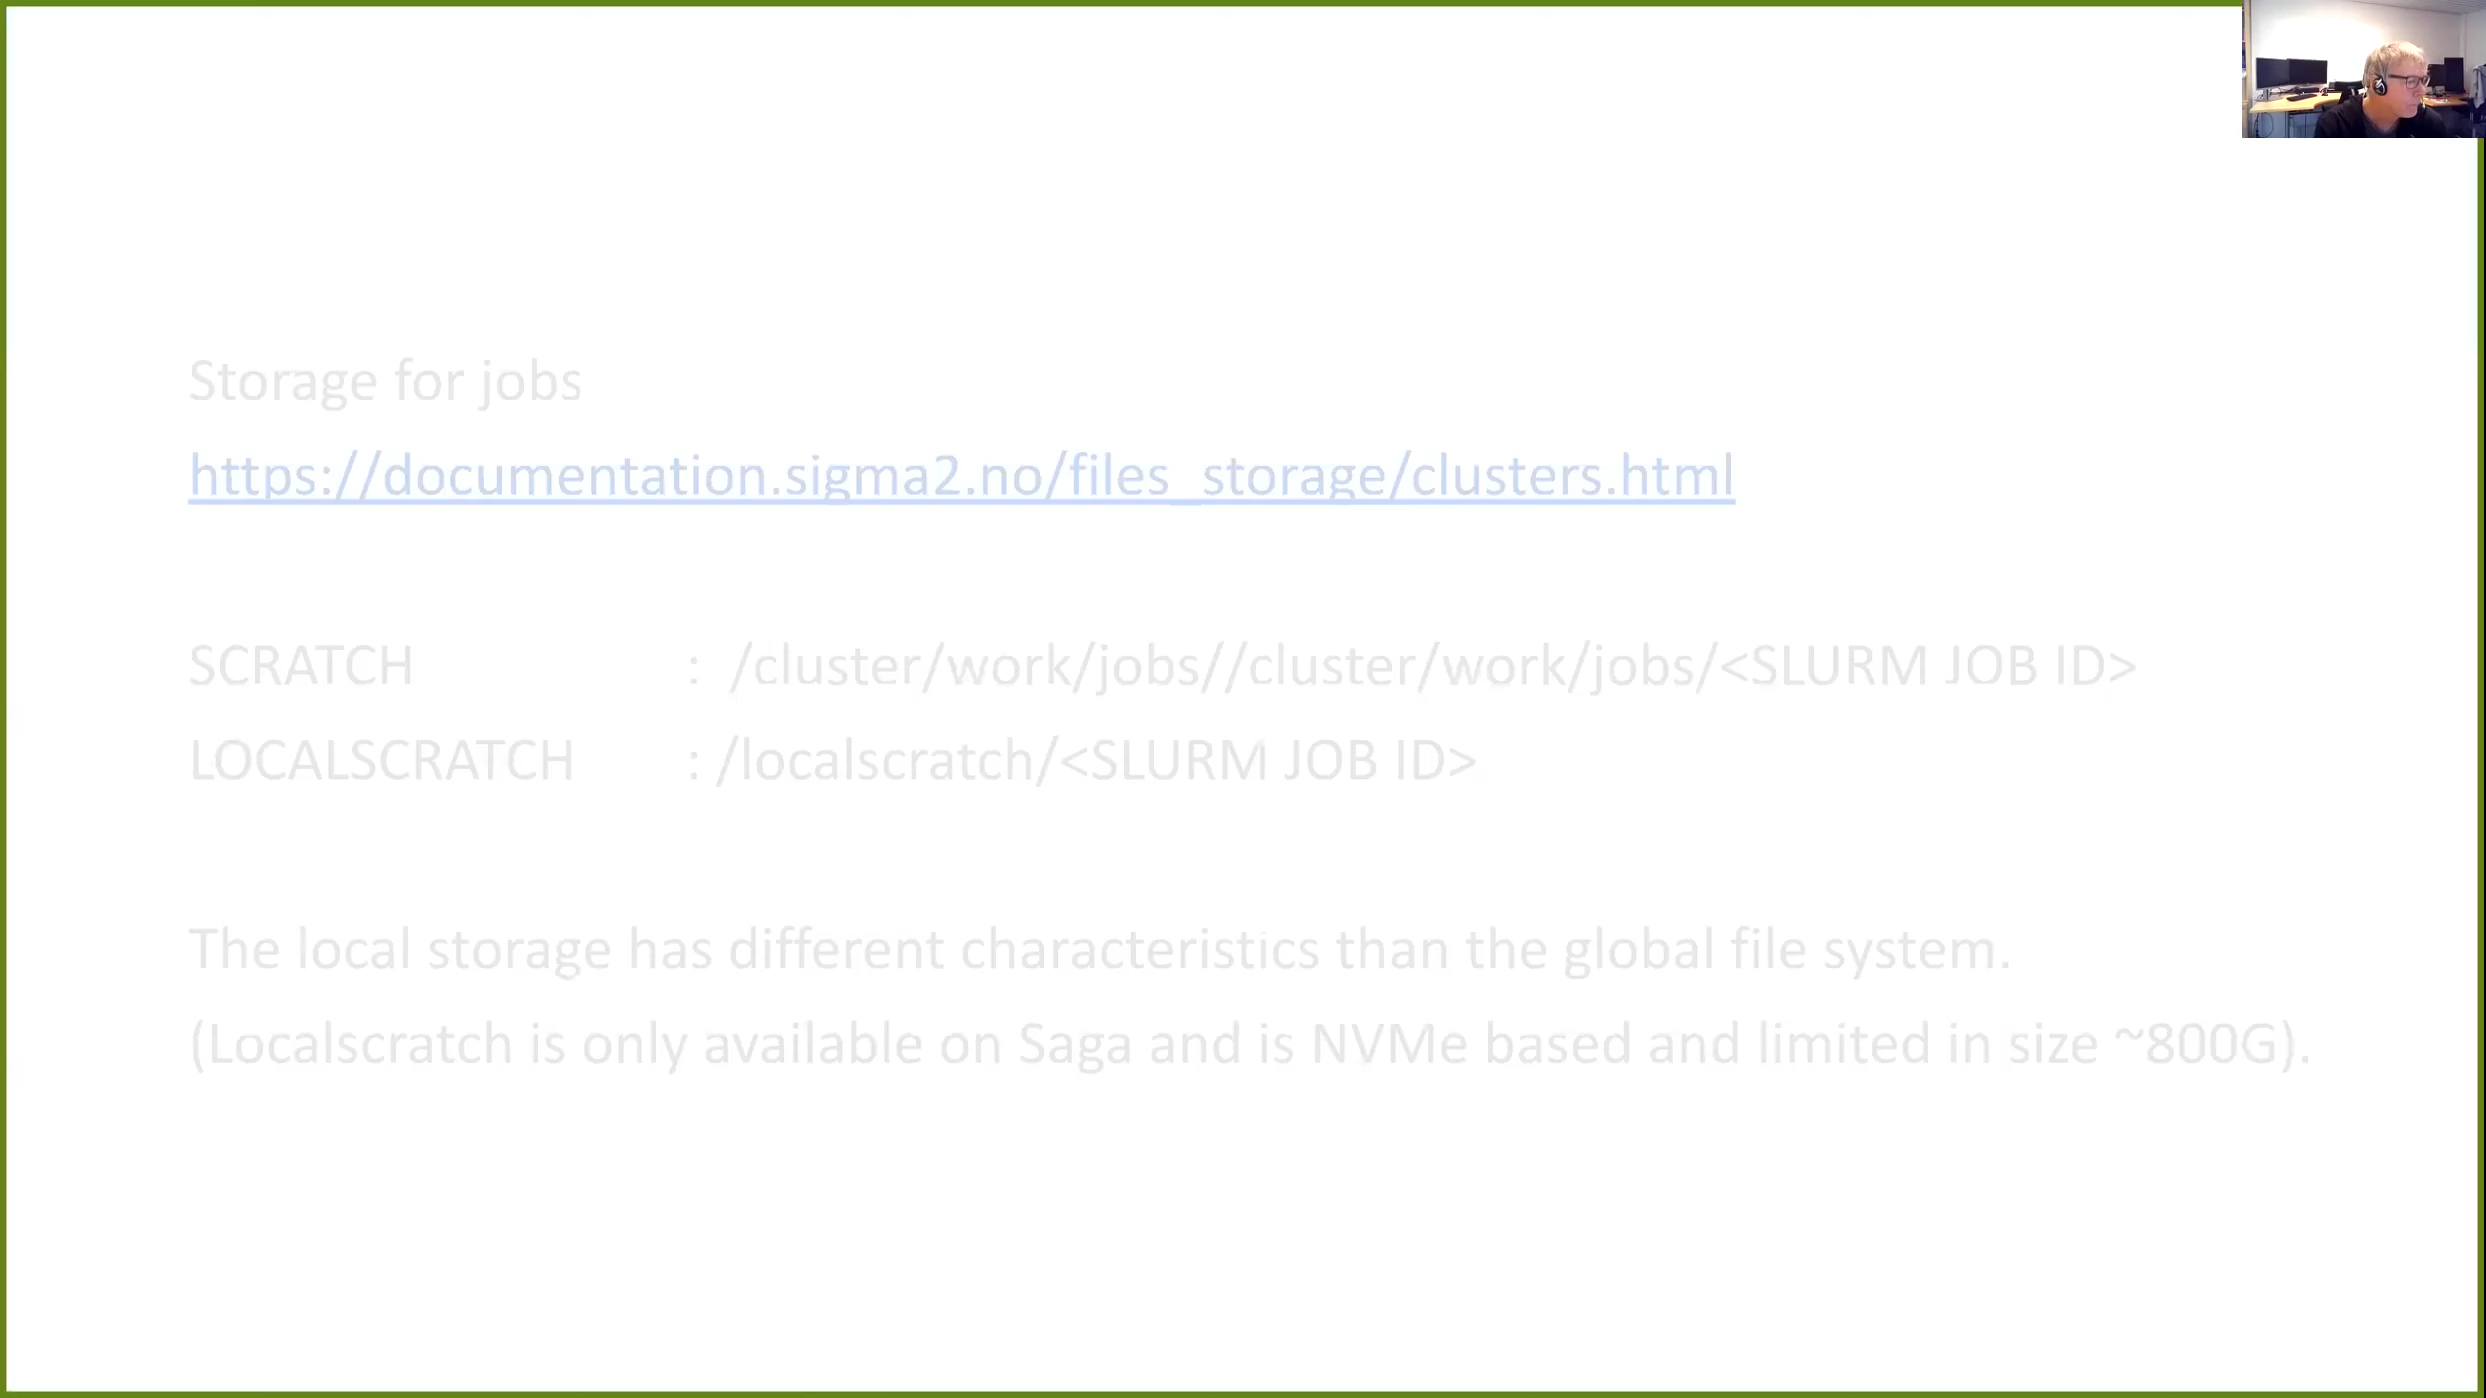 Storage for jobs
https://documentation.sigma2.no/files_storage/clusters.html
SCRATCH : /cluster/work/jobs//cluster/work/jobs/<SLURM JOB ID>
LOCALSCRATCH : /localscratch/<SLURM JOB ID>
The local storage has different characteristics than the global file system.
(Localscratch is only available on Saga and is NVMe based and limited in size ~800G).